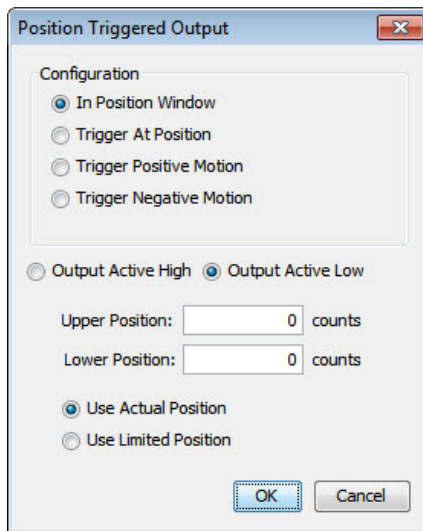 Position Triggered Output
Configuration
In Position Window
Trigger At Position
Trigger Positive Motion
Trigger Negative Motion
Output Active High Output Active Low
Upper Position: 0 counts
Lower Position: 0 counts
Use Actual Position
Use Limited Position
OK Cancel